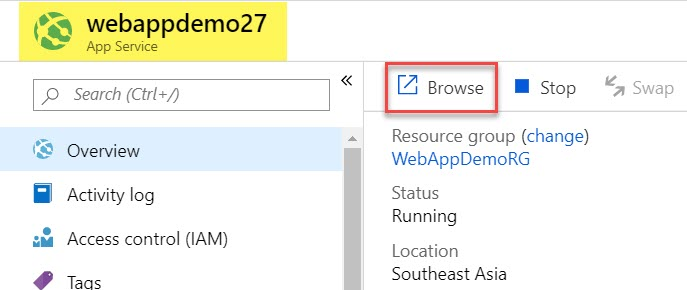 webappdemo27
App Service
Search (Ctrl+/)
«
Overview
Activity log
Access control (IAM)
Tags
Browse
Stop
Swap
Resource group (change)
WebAppDemoRG
Status
Running
Location
Southeast Asia